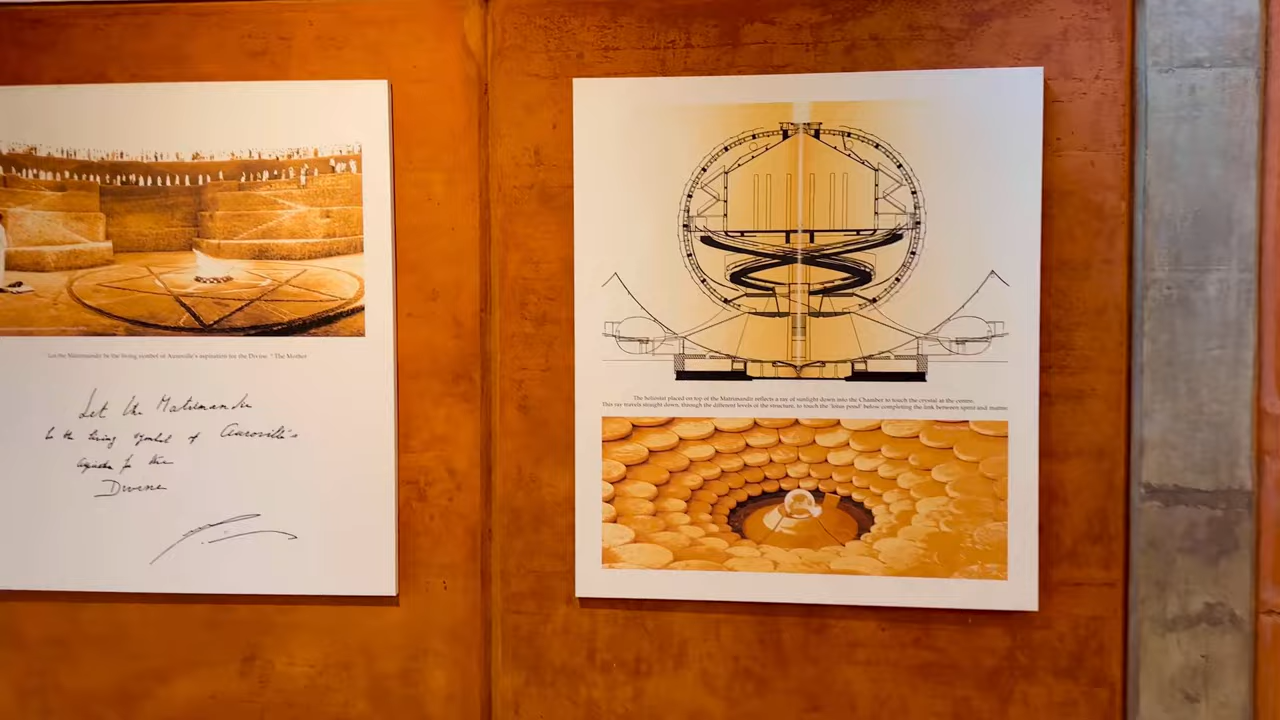 Let the Matrimandir be the living symbol of Auroville's aspiration for the Divine. " The Mother
Let the Matrimandir
be the living symbol of Auroville's
for the
Divine
The heliostat placed on top of the Matrimandir reflects a ray of sunlight down into the Chamber to touch the crystal at the centre.
This ray travels straight down, through the different levels of the structure, to touch the 'lotus pond' below completing the link between spirit and matter.